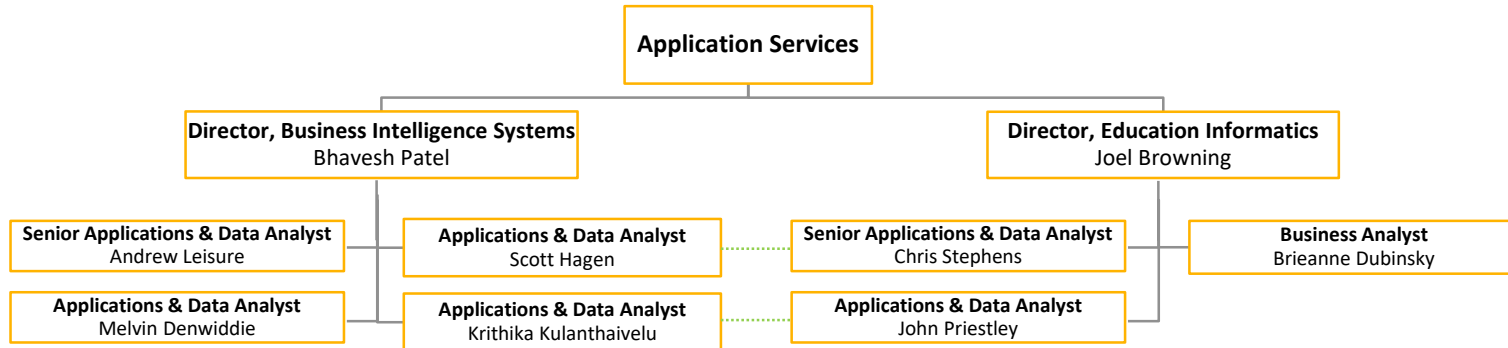 Application Services
Director, Business Intelligence Systems
Bhavesh Patel
Director, Education Informatics
Joel Browning
Senior Applications & Data Analyst
Andrew Leisure
Applications & Data Analyst
Scott Hagen
Senior Applications & Data Analyst
Chris Stephens
Business Analyst
Brieanne Dubinsky
Applications & Data Analyst
Melvin Denwiddie
Applications & Data Analyst
Krithika Kulanthaivelu
Applications & Data Analyst
John Priestley